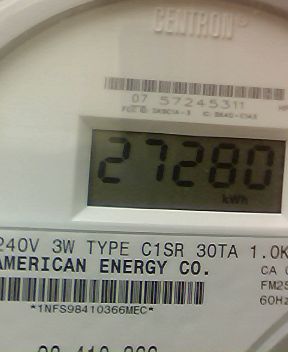 CENTRON®
07 57245311
27280
kWh
240V 3W TYPE C1SR 30TA 1.0K
AMERICAN ENERGY CO.
CA
FM2S
60Hz
*1NFS98410366MEC*